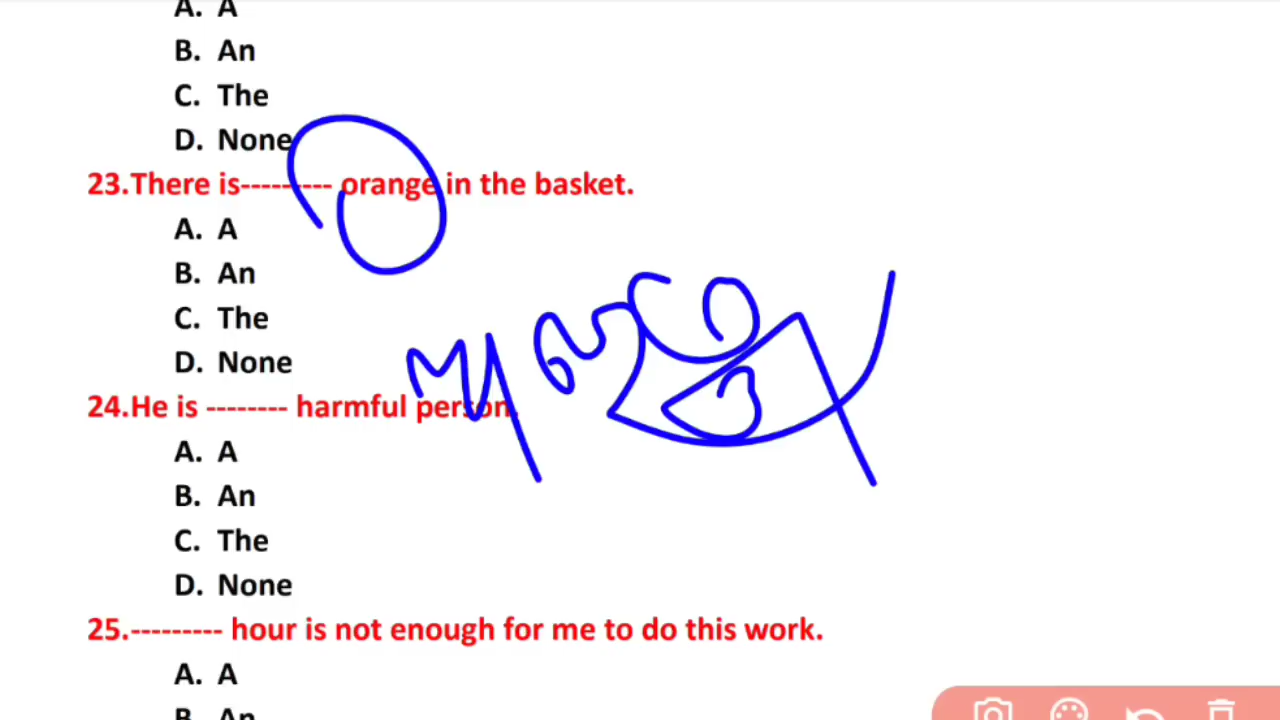 A. A
B. An
C. The
D. None
23.There is--------- orange in the basket.
A. A
B. An
C. The
D. None
24.He is -------- harmful person.
A. A
B. An
C. The
D. None
25.--------- hour is not enough for me to do this work.
A. A
B. An